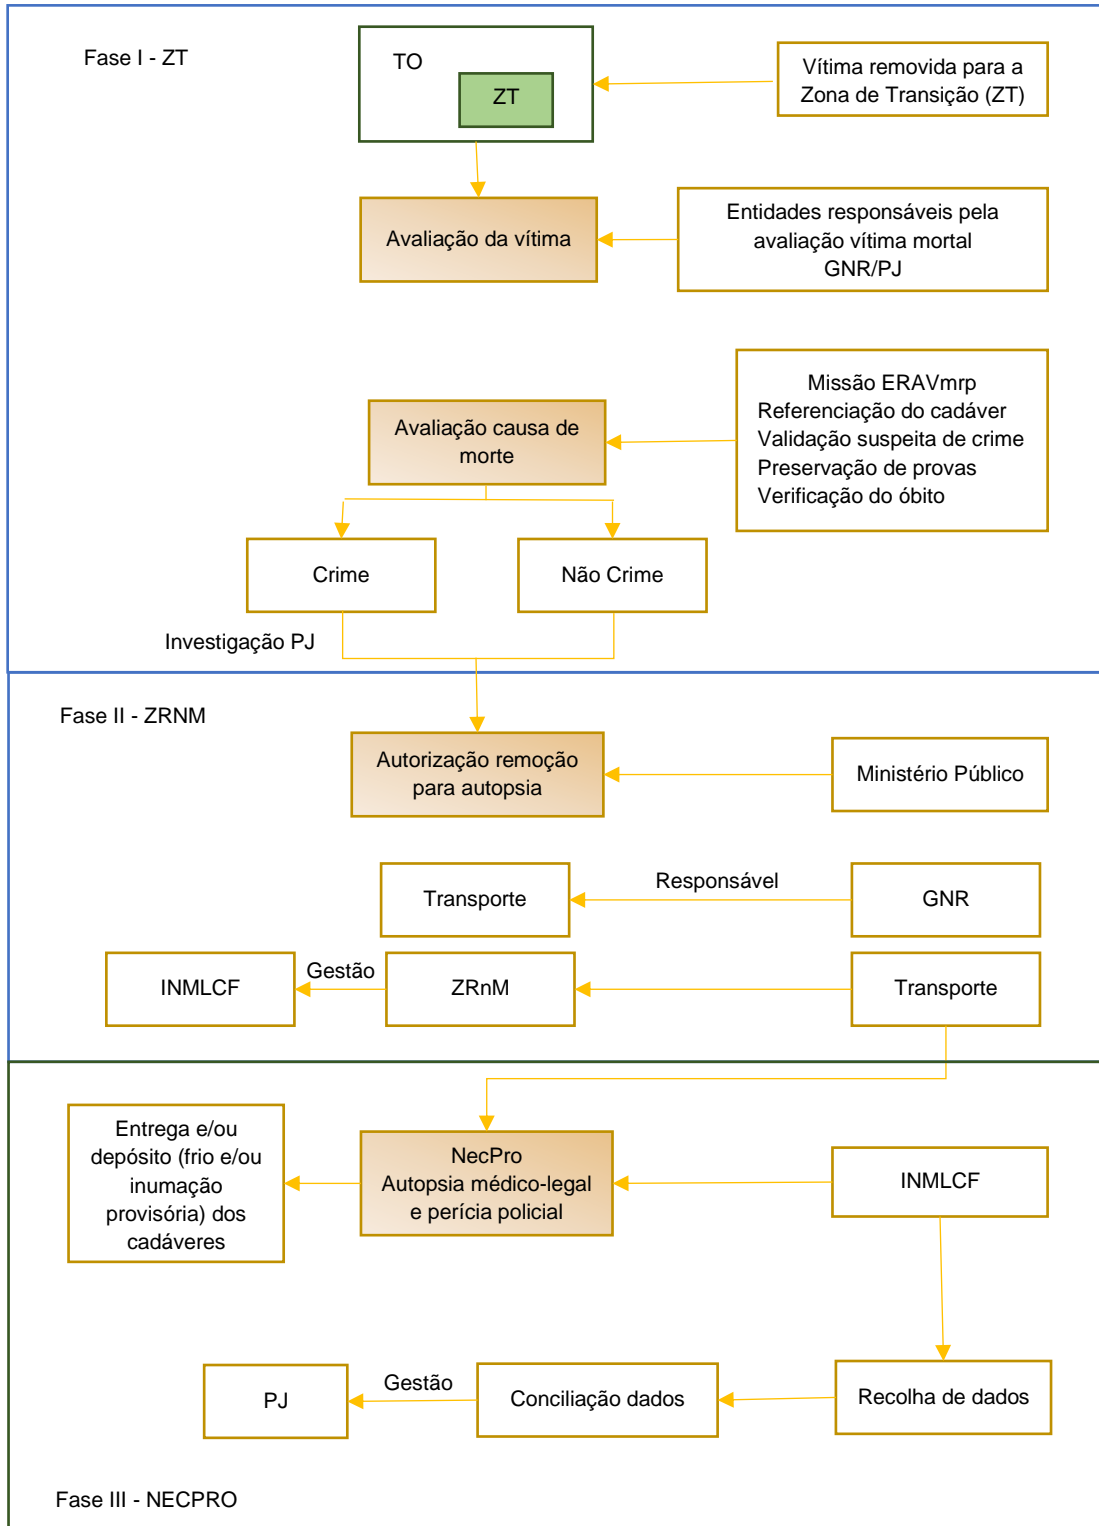 Fase I - ZT
TO
ZT
Vítima removida para a
Zona de Transição (ZT)
Avaliação da vítima
Entidades responsáveis pela
avaliação vítima mortal
GNR/PJ
Avaliação causa de
morte
Missão ERAVmrp
Referenciação do cadáver
Validação suspeita de crime
Preservação de provas
Verificação do óbito
Crime
Não Crime
Investigação PJ
Fase II - ZRNM
Autorização remoção
para autopsia
Ministério Público
Transporte
Responsável
GNR
INMLCF
Gestão
ZRnM
Transporte
Entrega e/ou
depósito (frio e/ou
inumação
provisória) dos
cadáveres
NecPro
Autopsia médico-legal
e perícia policial
INMLCF
PJ
Gestão
Conciliação dados
Recolha de dados
Fase III - NECPRO